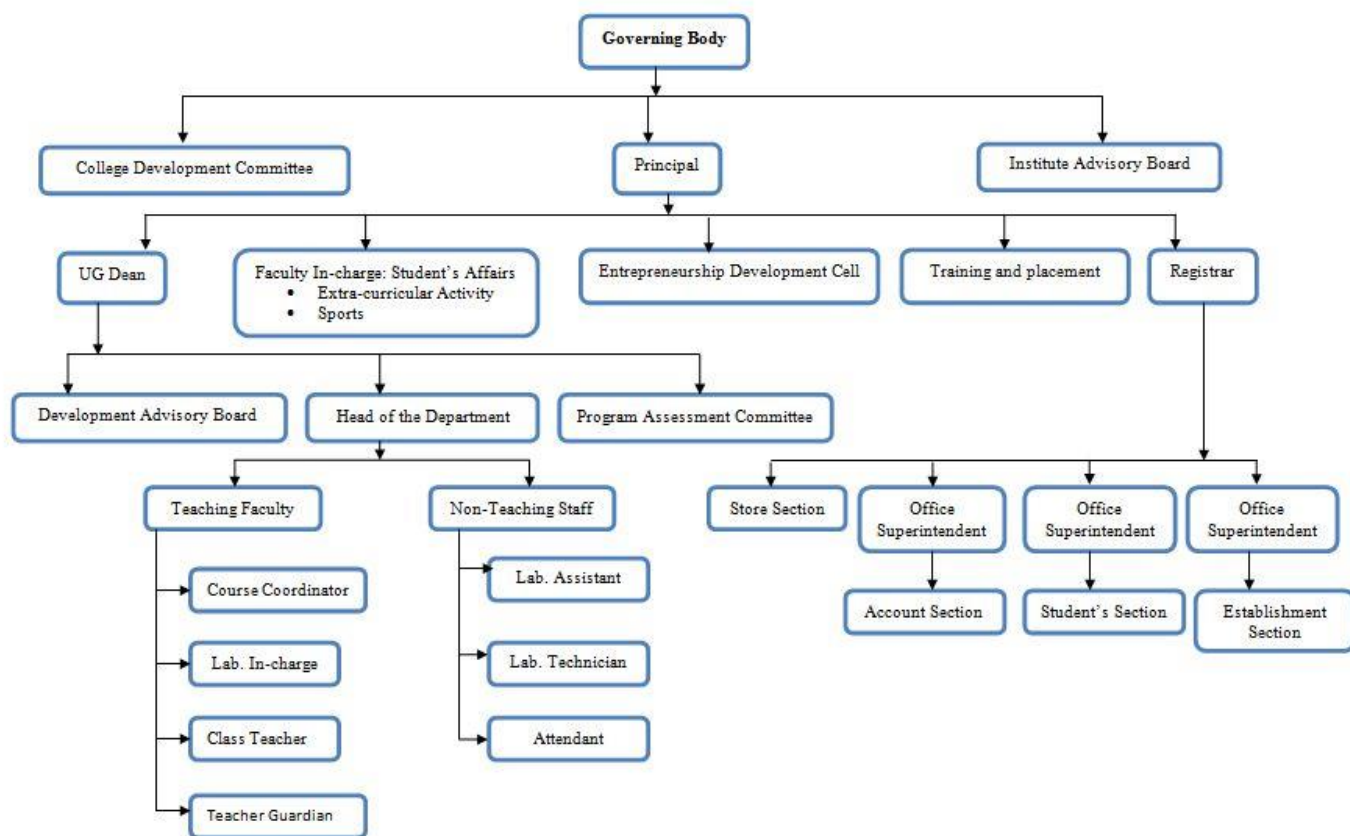 Governing Body
College Development Committee
Principal
Institute Advisory Board
UG Dean
Faculty In-charge: Student's Affairs
• Extra-curricular Activity
• Sports
Entrepreneurship Development Cell
Training and placement
Registrar
Development Advisory Board
Head of the Department
Program Assessment Committee
Teaching Faculty
Non-Teaching Staff
Store Section
Office
Superintendent
Office
Superintendent
Office
Superintendent
Course Coordinator
Lab. Assistant
Account Section
Student's Section
Establishment
Section
Lab. In-charge
Lab. Technician
Class Teacher
Attendant
Teacher Guardian